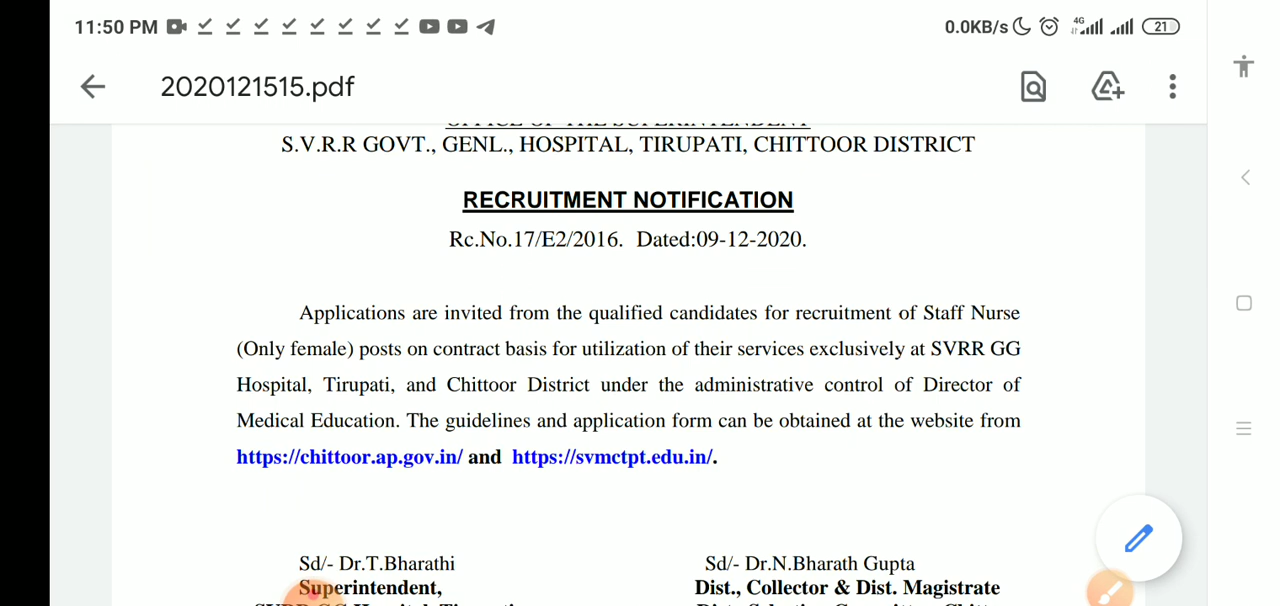 11:50 PM
0.0KB/s 4G 21
2020121515.pdf
OFFICE OF THE SUPERINTENDENT
S.V.R.R GOVT., GENL., HOSPITAL, TIRUPATI, CHITTOOR DISTRICT
RECRUITMENT NOTIFICATION
Rc.No.17/E2/2016. Dated:09-12-2020.
Applications are invited from the qualified candidates for recruitment of Staff Nurse
(Only female) posts on contract basis for utilization of their services exclusively at SVRR GG
Hospital, Tirupati, and Chittoor District under the administrative control of Director of
Medical Education. The guidelines and application form can be obtained at the website from
https://chittoor.ap.gov.in/ and https://svmctpt.edu.in/.
Sd/- Dr.T.Bharathi
Superintendent,
Sd/- Dr.N.Bharath Gupta
Dist., Collector & Dist. Magistrate